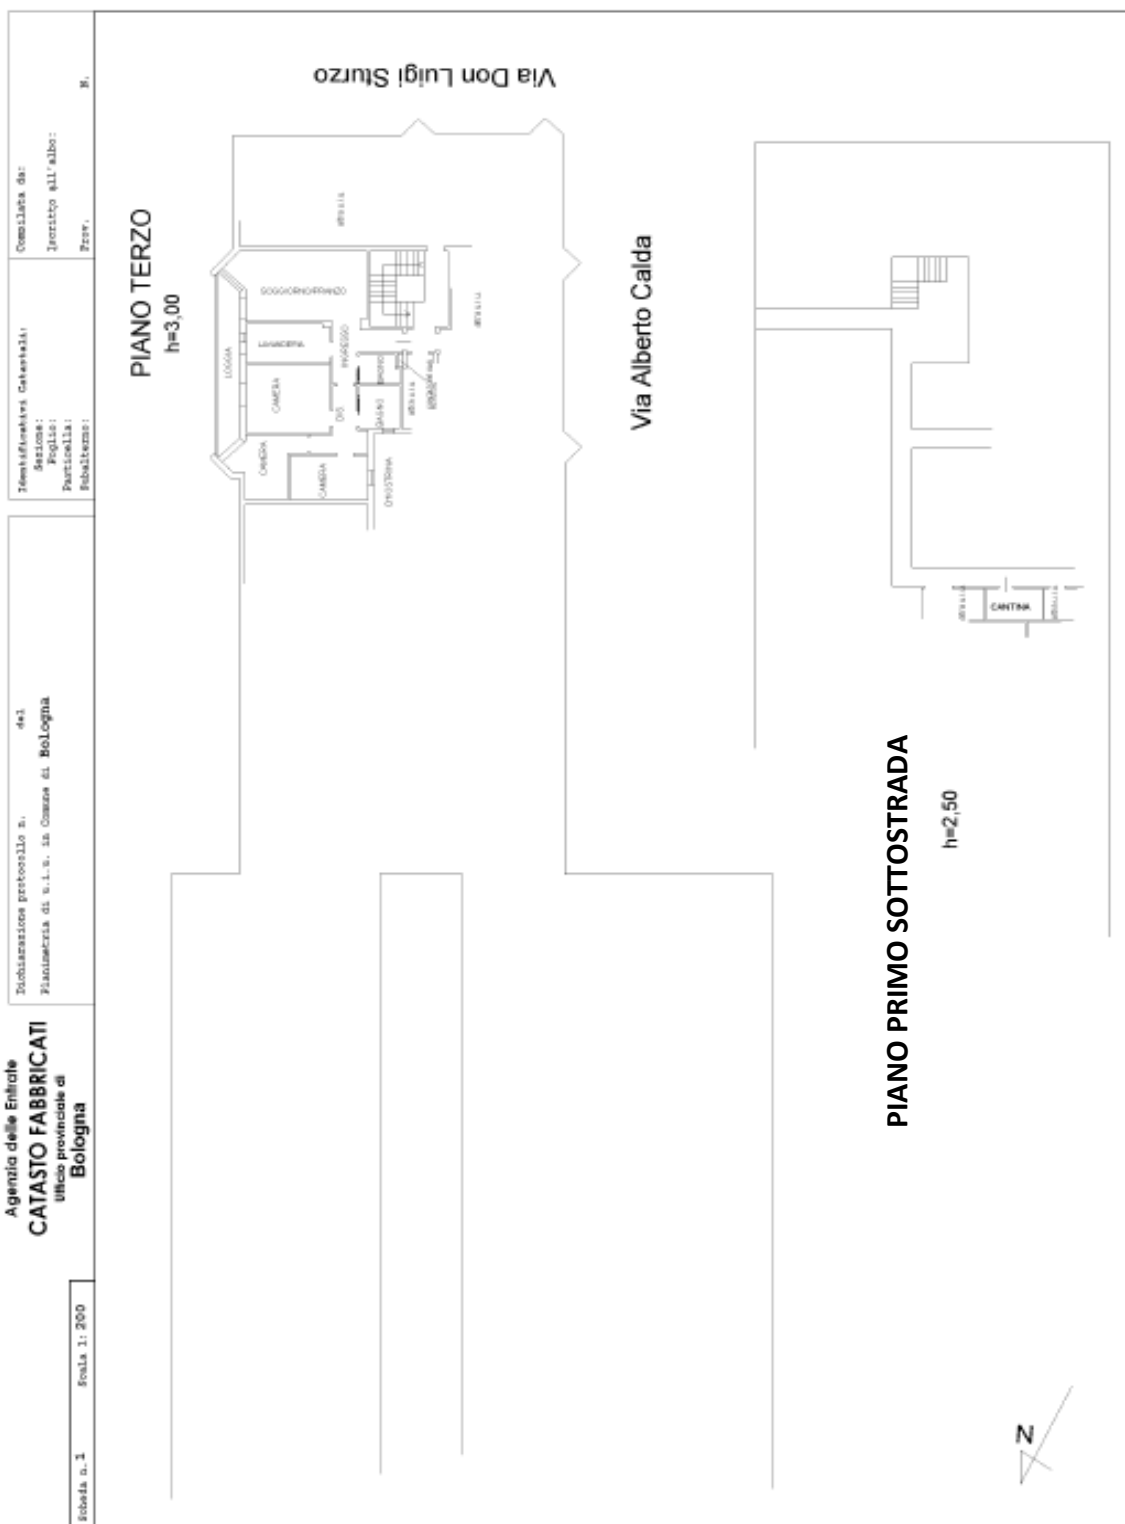 Agenzia delle Entrate
CATASTO FABBRICATI
Ufficio provinciale di
Bologna
Dichiarazione protocollo n. del
Planimetria di u.i.u. in Comune di Bologna
Identificativi Catastali:
Sezione:
Foglio:
Particella:
Subalterno:
Compilata da:
Iscritto all'albo:
Prov. N.
Scheda n. 1 Scala 1: 200
Via Don Luigi Sturzo
PIANO TERZO
h=3,00
SOGGIORNO/PRANZO
LOGGIA
LAVANDERIA
INGRESSO
CAMERA
DIS.
BAGNO
BAGNO
CAMERA
CAMERA
CHIOSTRINA
Via Alberto Calda
CANTINA
PIANO PRIMO SOTTOSTRADA
h=2,50
N